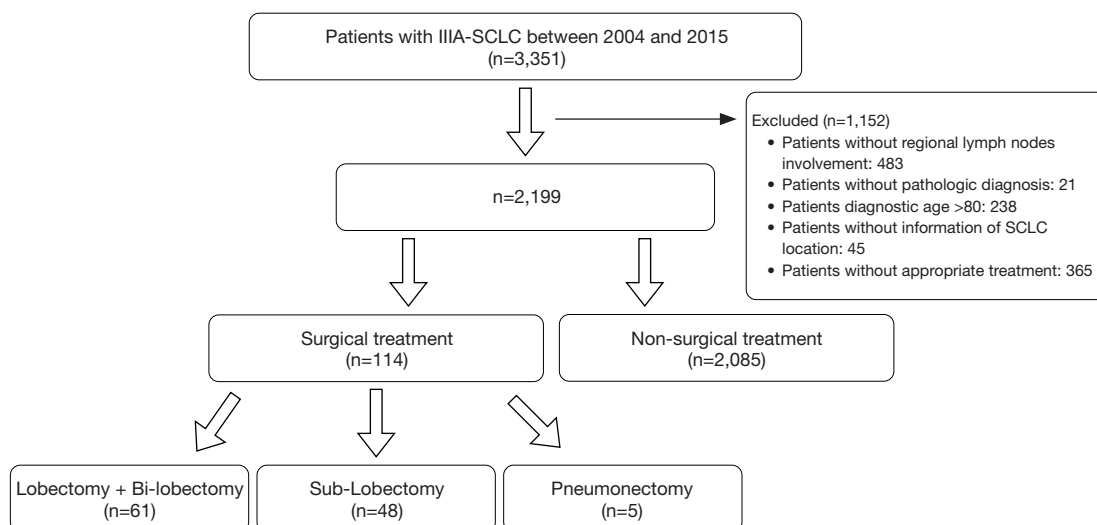 Patients with IIIA-SCLC between 2004 and 2015
(n=3,351)
Excluded (n=1,152)
• Patients without regional lymph nodes
involvement: 483
• Patients without pathologic diagnosis: 21
• Patients diagnostic age >80: 238
• Patients without information of SCLC
location: 45
• Patients without appropriate treatment: 365
n=2,199
Surgical treatment
(n=114)
Non-surgical treatment
(n=2,085)
Lobectomy + Bi-lobectomy
(n=61)
Sub-Lobectomy
(n=48)
Pneumonectomy
(n=5)